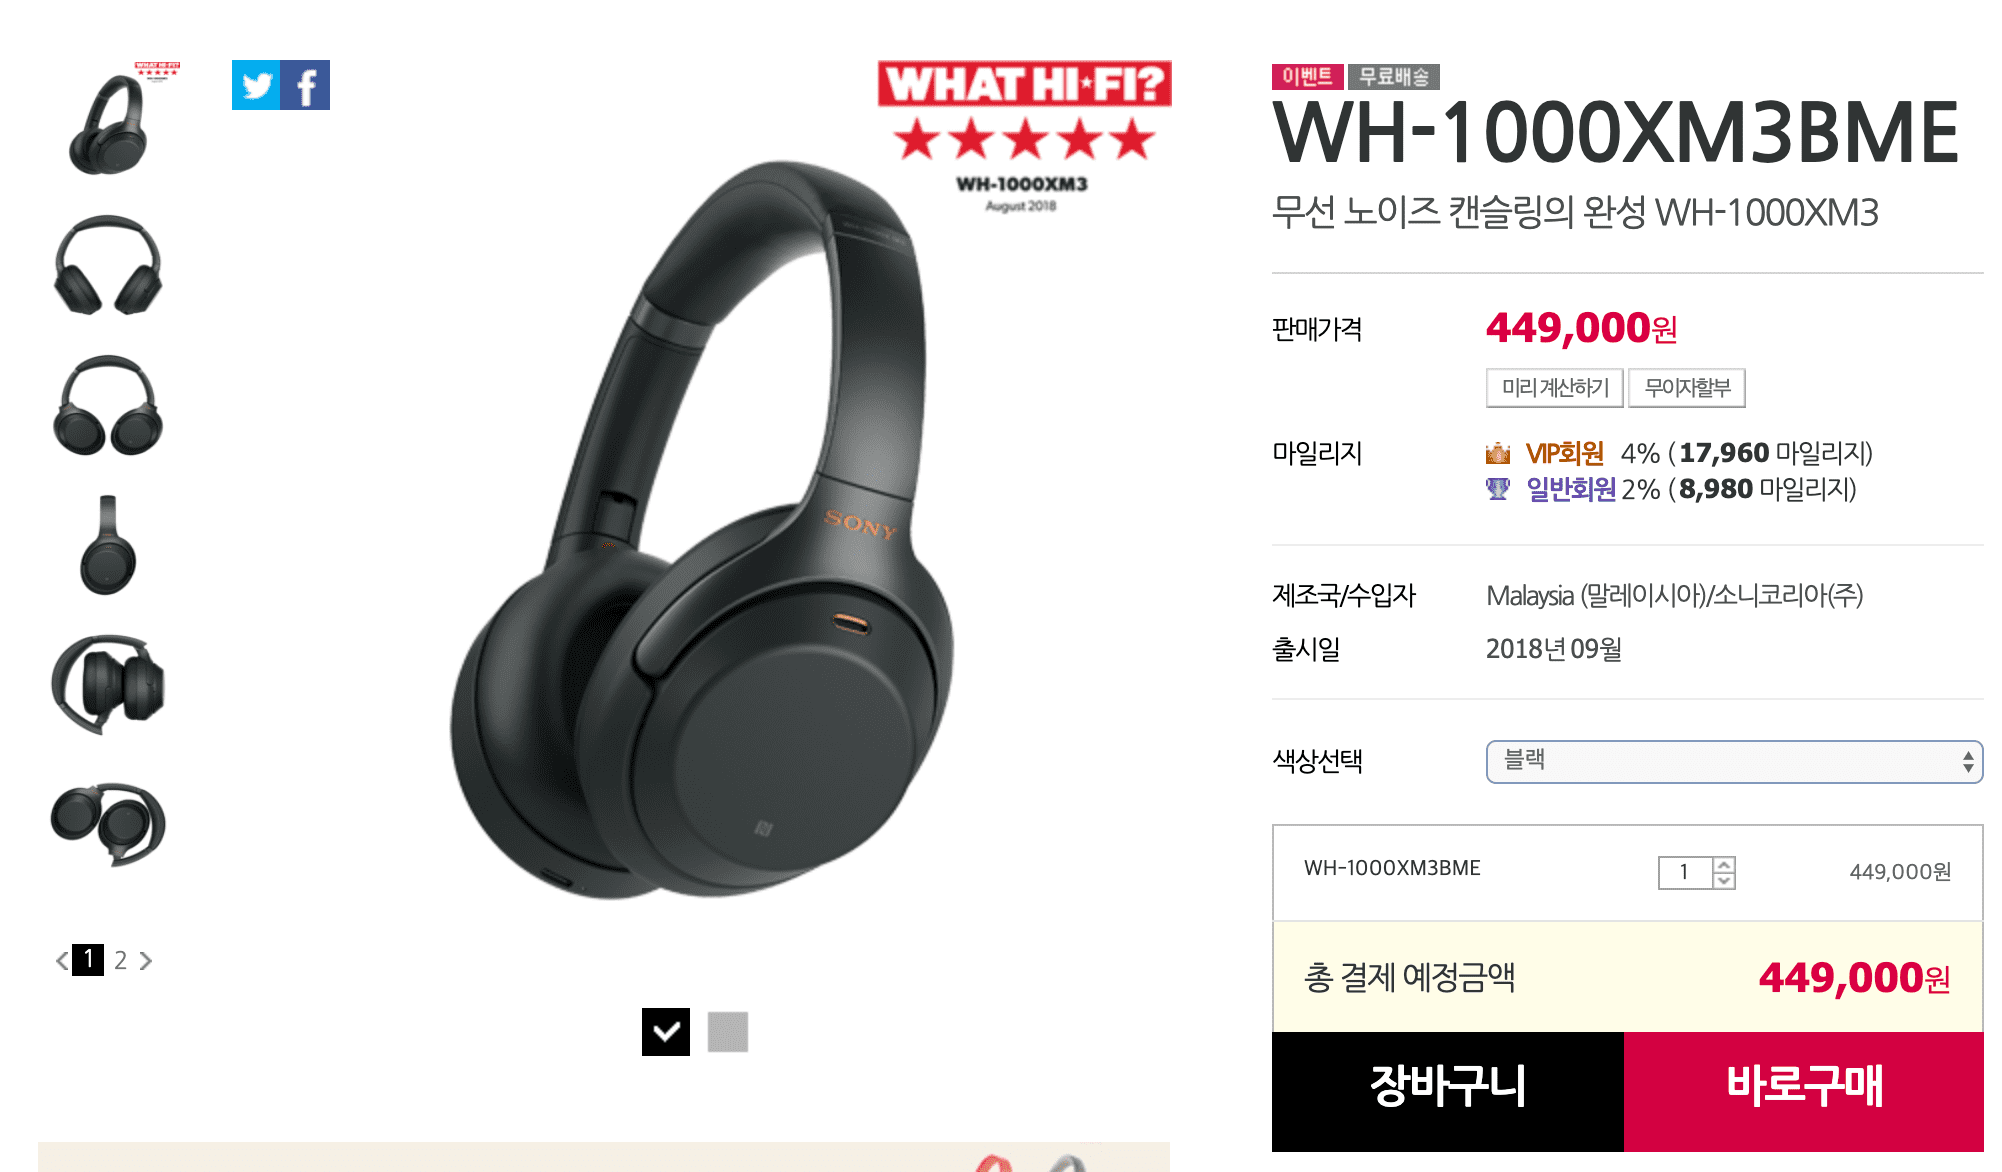 WHAT HI★FI?
★★★★★
WH-1000XM3
August 2018
SONY
1 2
이벤트 무료배송
WH-1000XM3BME
무선 노이즈 캔슬링의 완성 WH-1000XM3
판매가격 449,000원
미리 계산하기 무이자할부
마일리지 VIP회원 4% ( 17,960 마일리지)
일반회원 2% ( 8,980 마일리지)
제조국/수입자 Malaysia (말레이시아)/소니코리아(주)
출시일 2018년 09월
색상선택 블랙
WH-1000XM3BME 1 449,000원
총 결제 예정금액 449,000원
장바구니 바로구매